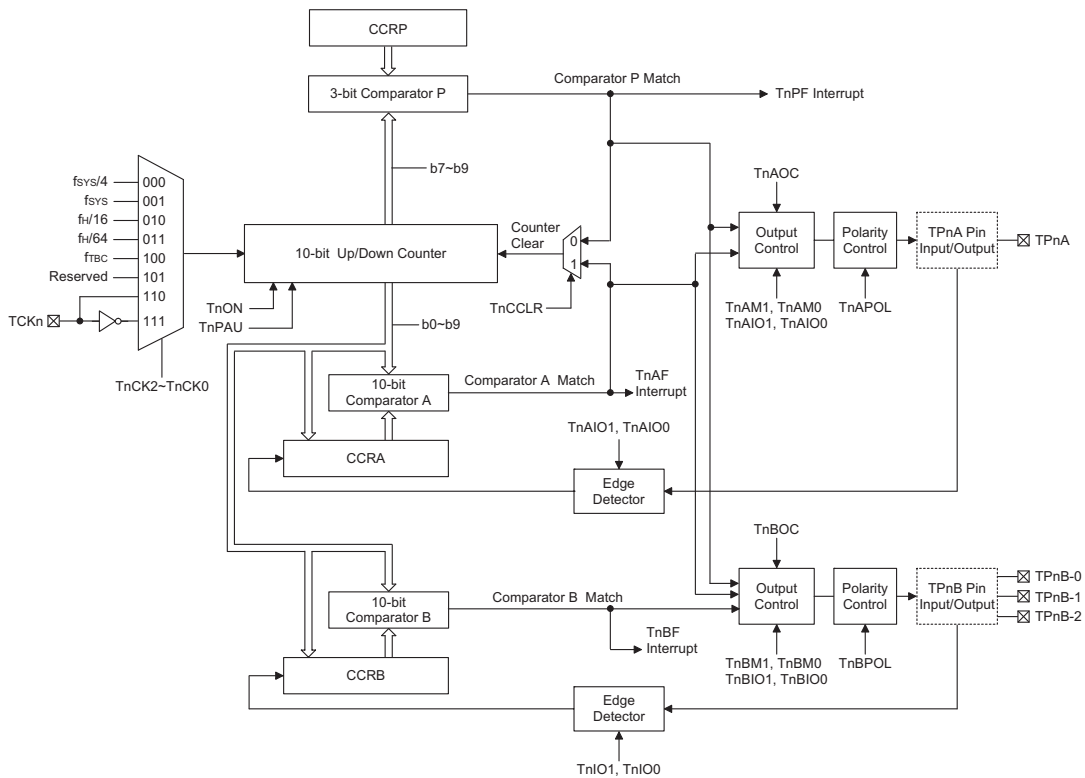 CCRP
3-bit Comparator P
Comparator P Match
TnPF Interrupt
b7~b9
fSYS/4
000
fSYS
001
fH/16
010
fH/64
011
fTBC
100
Reserved
101
110
TCKn
111
TnCK2~TnCK0
10-bit Up/Down Counter
TnON
TnPAU
Counter
Clear
0
1
TnCCLR
b0~b9
TnAOC
Output
Control
Polarity
Control
TPnA Pin
Input/Output
TPnA
TnAM1, TnAM0
TnAIO1, TnAIO0
TnAPOL
10-bit
Comparator A
Comparator A Match
TnAF
Interrupt
CCRA
TnAIO1, TnAIO0
Edge
Detector
TnBOC
Output
Control
Polarity
Control
TPnB Pin
Input/Output
TPnB-0
TPnB-1
TPnB-2
10-bit
Comparator B
Comparator B Match
TnBF
Interrupt
TnBM1, TnBM0
TnBIO1, TnBIO0
TnBPOL
CCRB
Edge
Detector
TnIO1, TnIO0